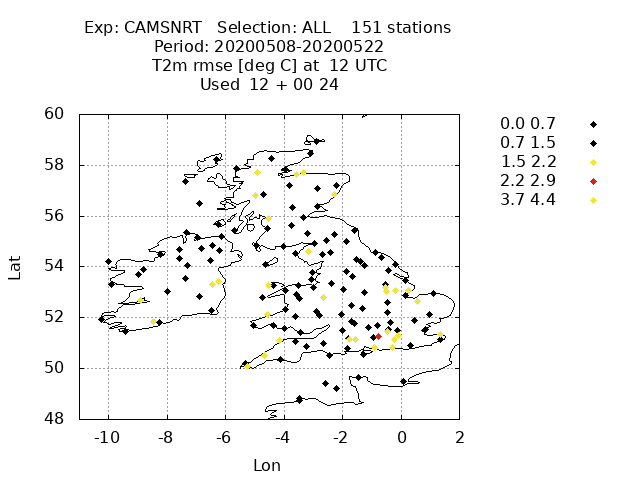 Exp: CAMSNRT   Selection: ALL    151 stations
Period: 20200508-20200522
T2m rmse [deg C] at  12 UTC
Used  12 + 00 24
60
58
56
54
52
50
48
Lat
-10 -8 -6 -4 -2 0 2
Lon
0.0 0.7
0.7 1.5
1.5 2.2
2.2 2.9
3.7 4.4